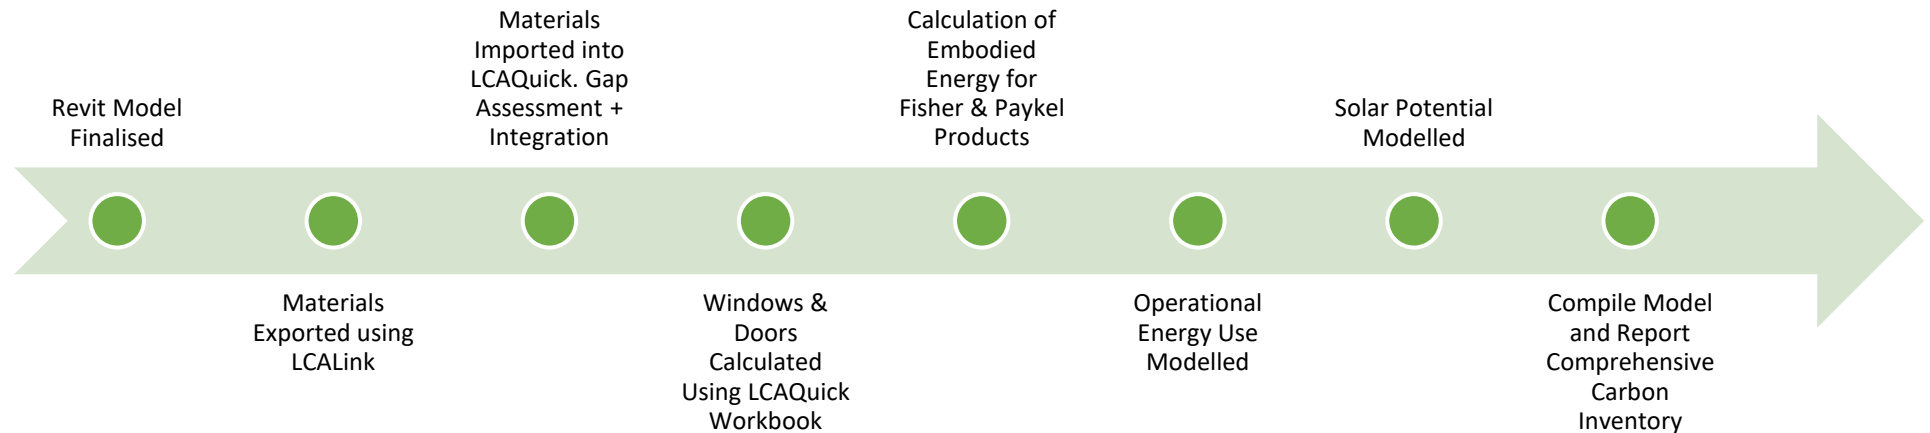 Revit Model
Finalised
Materials
Exported using
LCALink
Materials
Imported into
LCAQuick. Gap
Assessment +
Integration
Windows &
Doors
Calculated
Using LCAQuick
Workbook
Calculation of
Embodied
Energy for
Fisher & Paykel
Products
Operational
Energy Use
Modelled
Solar Potential
Modelled
Compile Model
and Report
Comprehensive
Carbon
Inventory